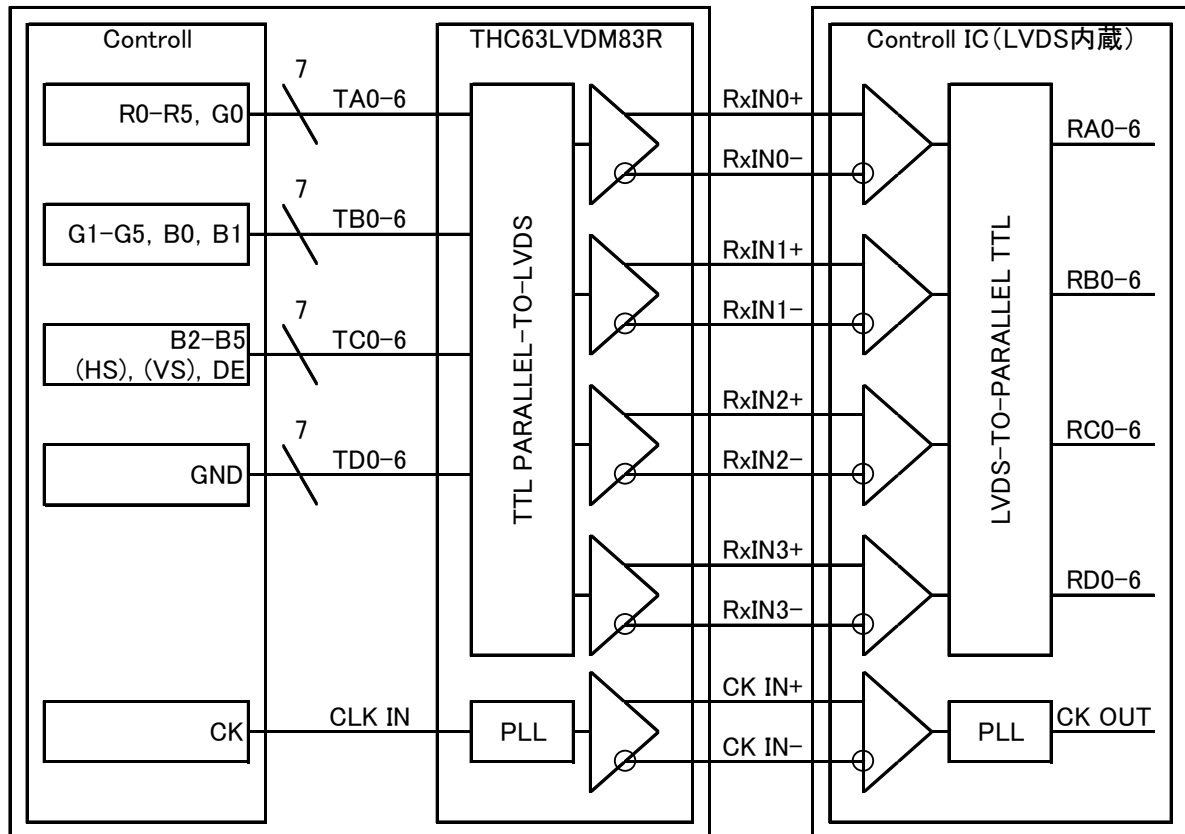 Controll
THC63LVDM83R
Controll IC(LVDS内蔵)
R0-R5, G0
7
TA0-6
RxIN0+
RxIN0-
RA0-6
G1-G5, B0, B1
7
TB0-6
RxIN1+
RxIN1-
RB0-6
B2-B5
(HS), (VS), DE
7
TC0-6
RxIN2+
RxIN2-
RC0-6
GND
7
TD0-6
RxIN3+
RxIN3-
RD0-6
TTL PARALLEL-TO-LVDS
LVDS-TO-PARALLEL TTL
CK
CLK IN
PLL
CK IN+
CK IN-
PLL
CK OUT